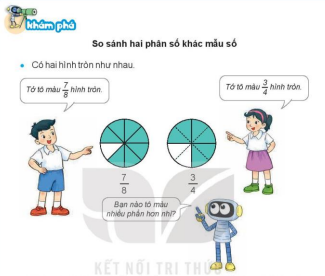 Khám phá
So sánh hai phân số khác mẫu số
• Có hai hình tròn như nhau.
Tớ tô màu 7/8 hình tròn.
Tớ tô màu 3/4 hình tròn.
7/8
3/4
Bạn nào tô màu
nhiều phần hơn nhỉ?
KẾT NỐI TRI THỨC